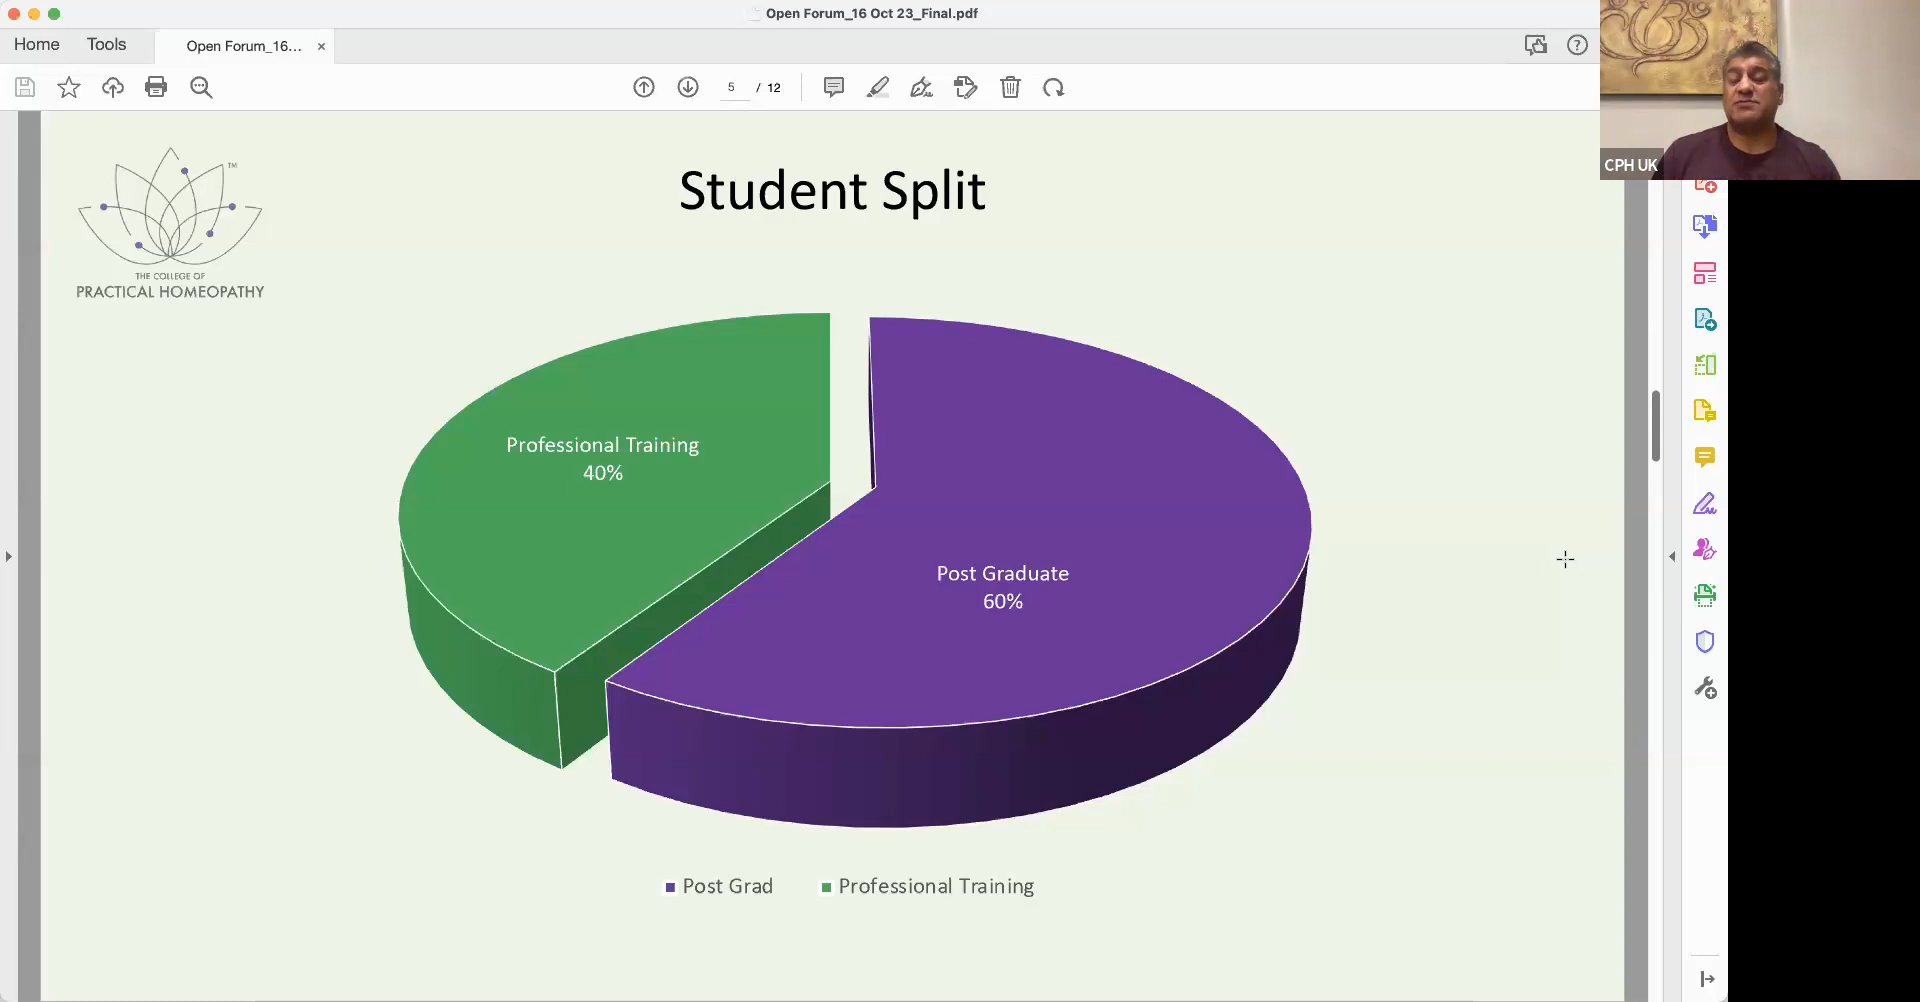 Open Forum_16 Oct 23_Final.pdf
Home
Tools
Open Forum_16...
5 / 12
CPH UK
Student Split
TM
THE COLLEGE OF
PRACTICAL HOMEOPATHY
Professional Training
40%
Post Graduate
60%
Post Grad
Professional Training